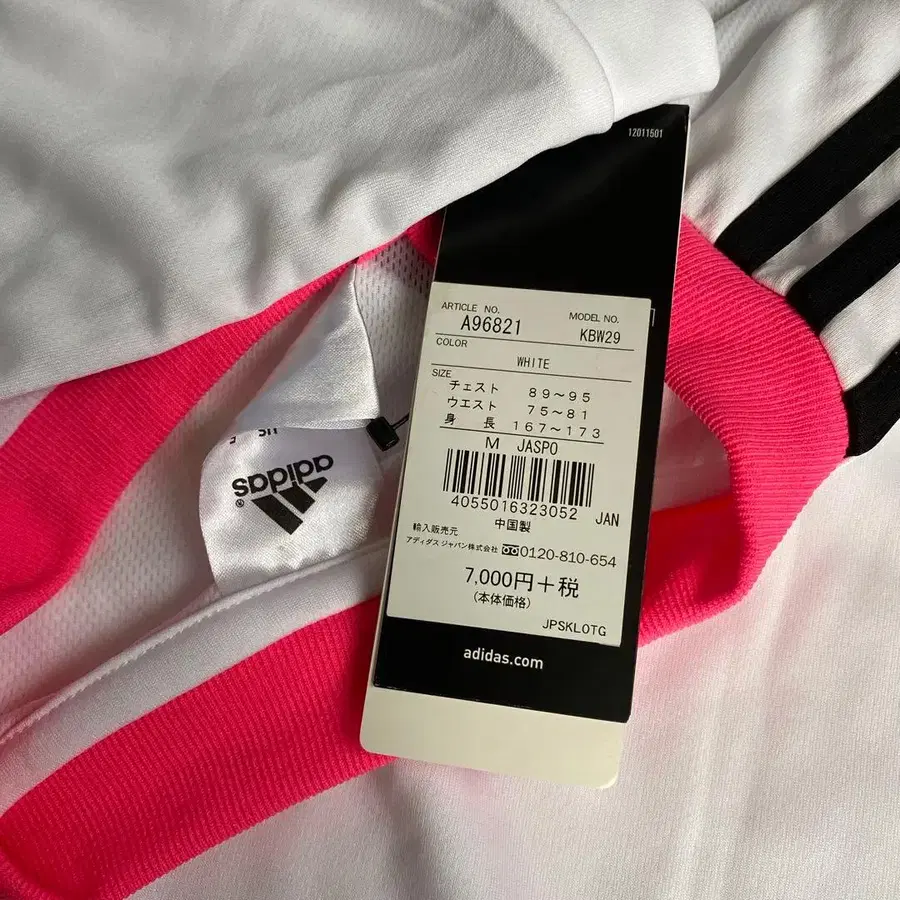 12011501
ARTICLE NO. MODEL NO.
A96821 KBW29
COLOR
WHITE
SIZE
チェスト 89～95
ウエスト 75～81
身 長 167～173
M JASPO
4055016323052 JAN
中国製
輸入販売元
アディダス ジャパン株式会社 0120-810-654
7,000円＋税
(本体価格)
JPSKLOTG
adidas.com
adidas®